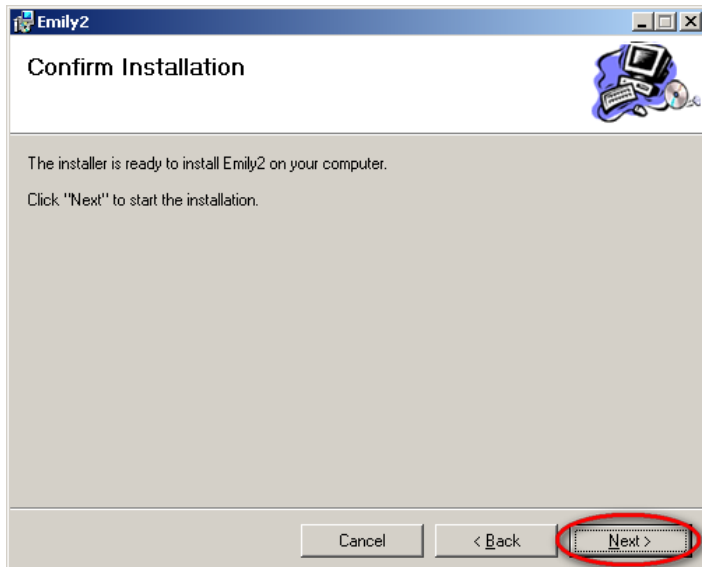 Emily2
Confirm Installation
The installer is ready to install Emily2 on your computer.
Click "Next" to start the installation.
Cancel
< Back
Next >